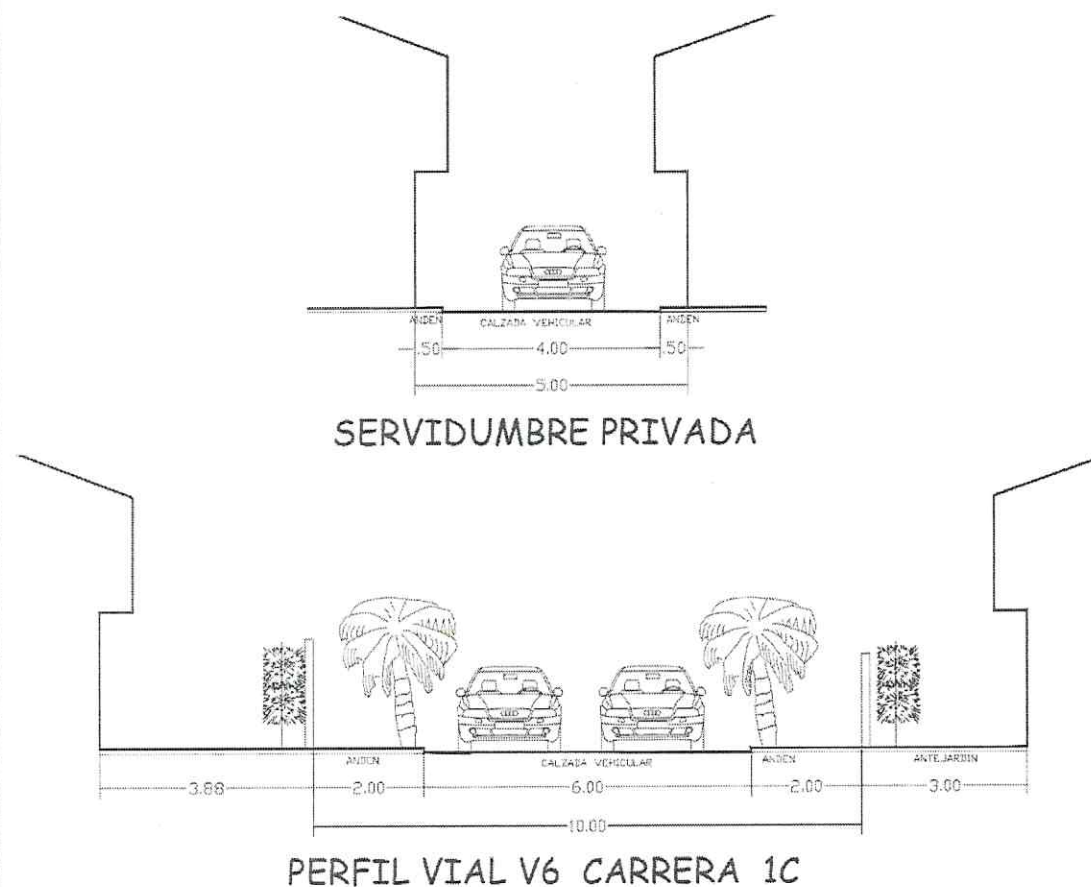 ANDEN CALZADA VEHICULAR ANDEN
.50 4.00 .50
5.00
SERVIDUMBRE PRIVADA
ANDEN CALZADA VEHICULAR ANDEN ANTEJARDIN
3.88 2.00 6.00 2.00 3.00
10.00
PERFIL VIAL V6 CARRERA 1C